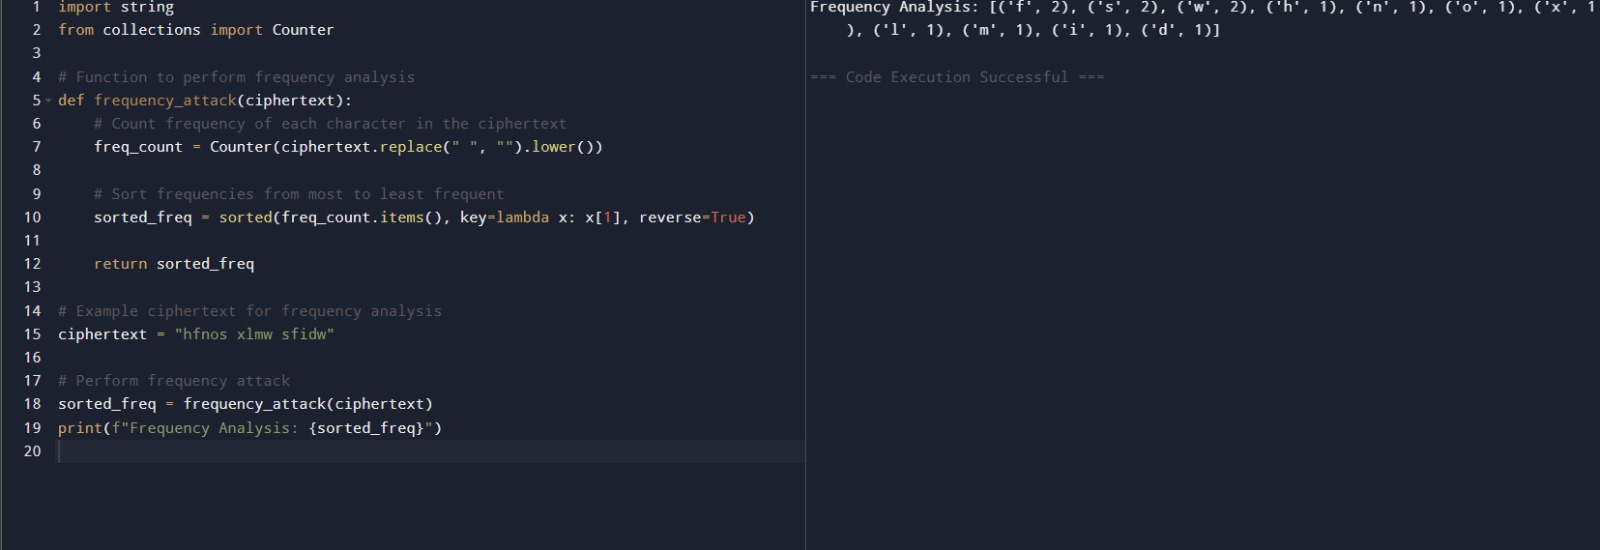 1 import string
2 from collections import Counter
3
4 # Function to perform frequency analysis
5 def frequency_attack(ciphertext):
6     # Count frequency of each character in the ciphertext
7     freq_count = Counter(ciphertext.replace(" ", "").lower())
8
9     # Sort frequencies from most to least frequent
10     sorted_freq = sorted(freq_count.items(), key=lambda x: x[1], reverse=True)
11
12     return sorted_freq
13
14 # Example ciphertext for frequency analysis
15 ciphertext = "hfnos xlmw sfidw"
16
17 # Perform frequency attack
18 sorted_freq = frequency_attack(ciphertext)
19 print(f"Frequency Analysis: {sorted_freq}")
20
Frequency Analysis: [('f', 2), ('s', 2), ('w', 2), ('h', 1), ('n', 1), ('o', 1), ('x', 1
), ('l', 1), ('m', 1), ('i', 1), ('d', 1)]
=== Code Execution Successful ===